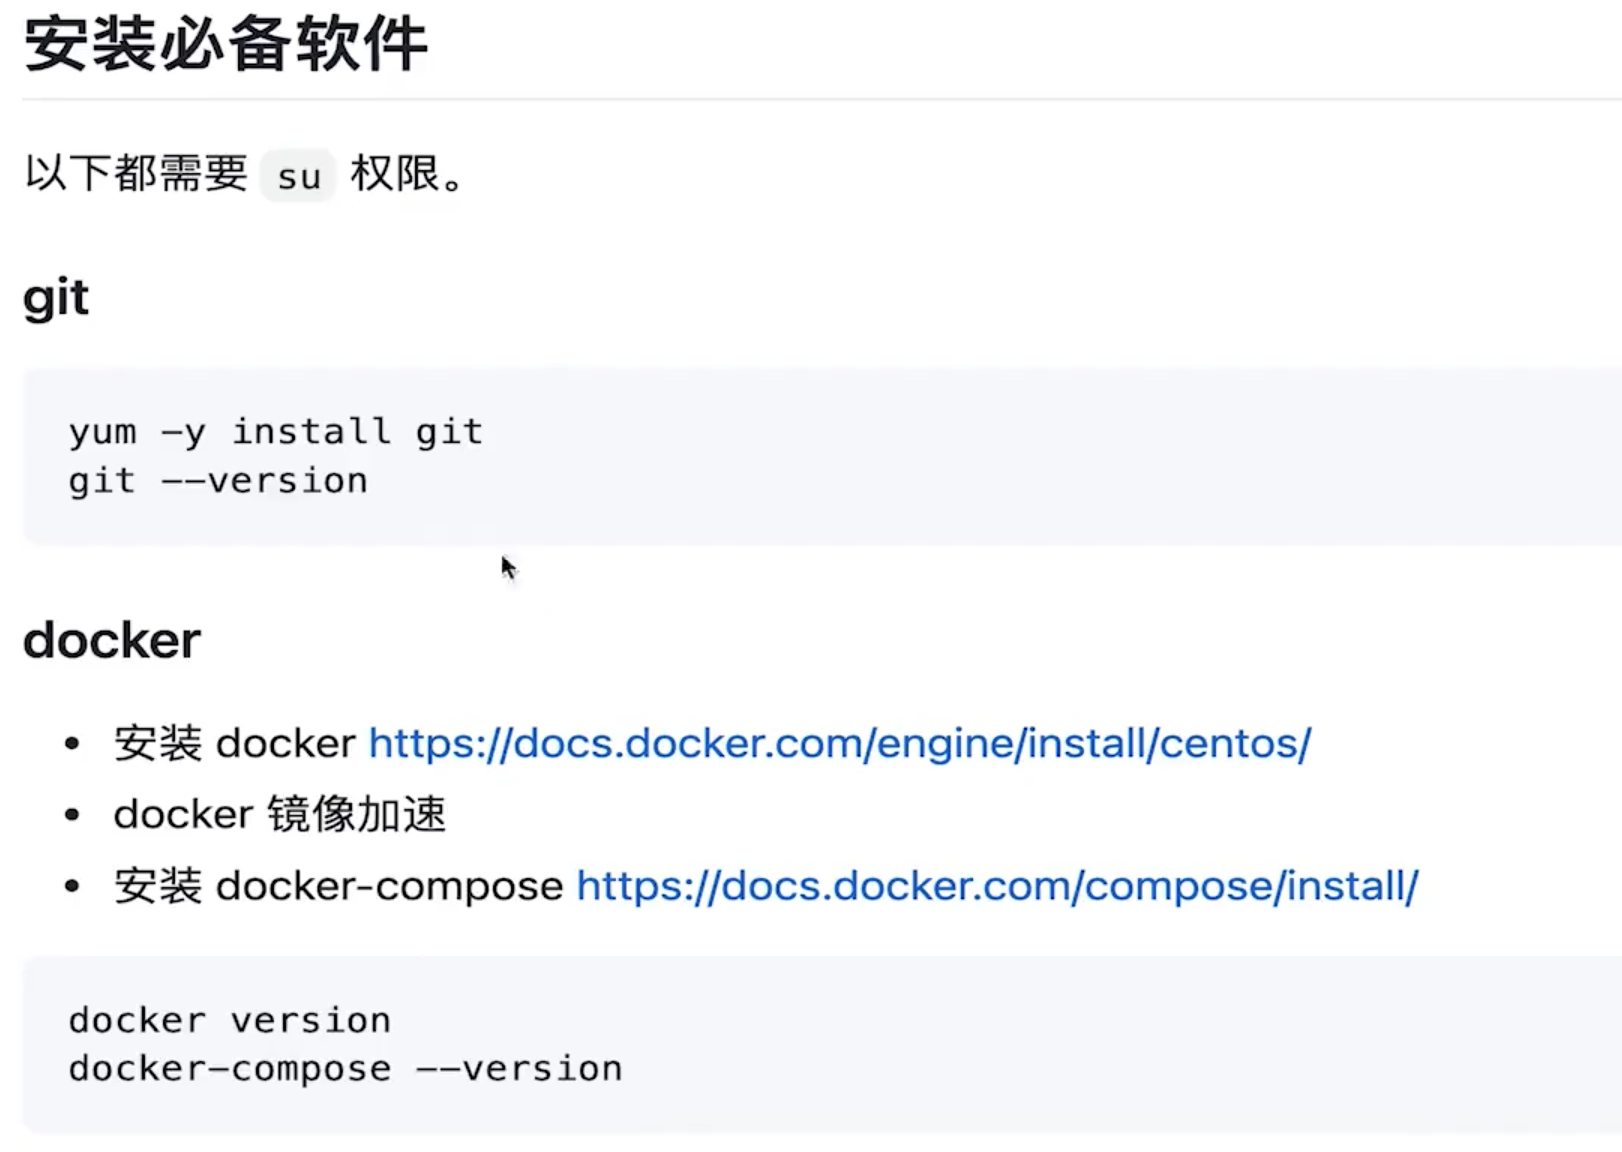 安装必备软件
以下都需要 su 权限。
git
yum -y install git
git --version
docker
• 安装 docker https://docs.docker.com/engine/install/centos/
• docker 镜像加速
• 安装 docker-compose https://docs.docker.com/compose/install/
docker version
docker-compose --version